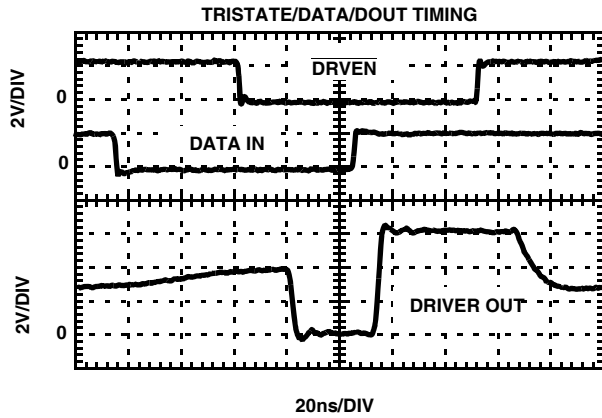 TRISTATE/DATA/DOUT TIMING
2V/DIV
0
DRVEN
0
DATA IN
2V/DIV
0
DRIVER OUT
20ns/DIV